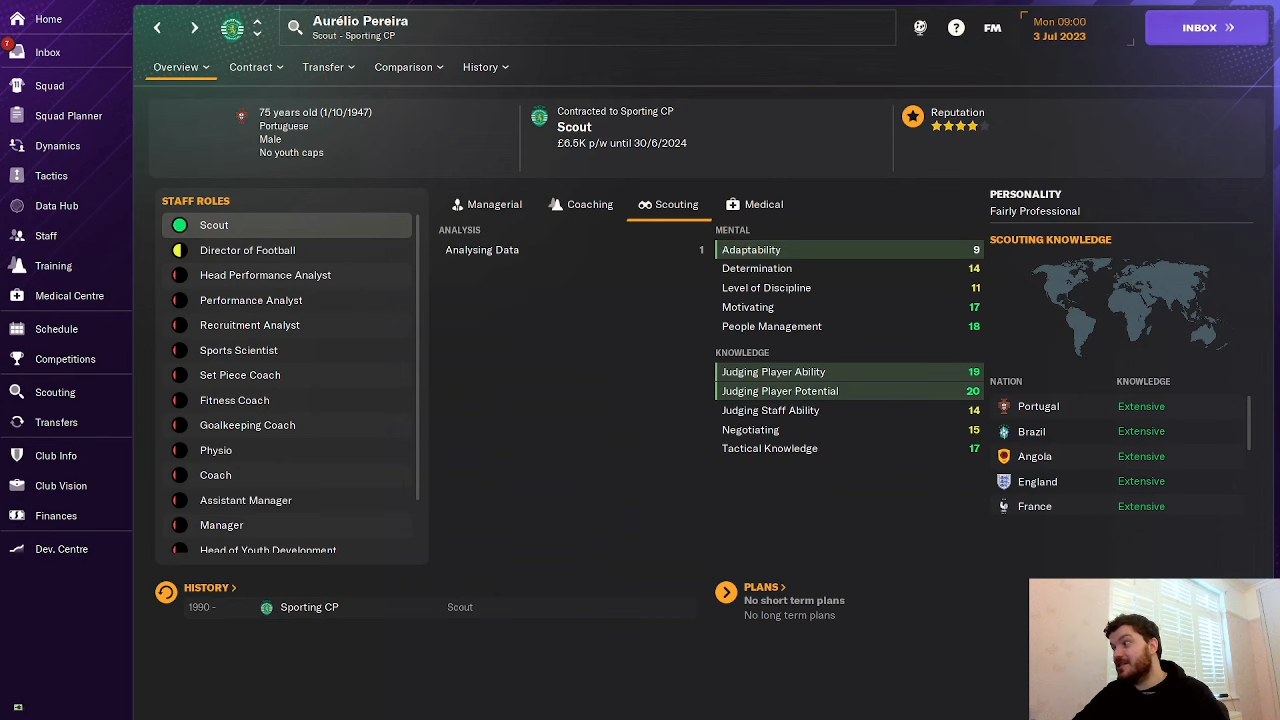 Home
7
Inbox
Squad
Squad Planner
Dynamics
Tactics
Data Hub
Staff
Training
Medical Centre
Schedule
Competitions
Scouting
Transfers
Club Info
Club Vision
Finances
Dev. Centre
Aurélio Pereira
Scout - Sporting CP
FM
Mon 09:00
3 Jul 2023
INBOX
Overview
Contract
Transfer
Comparison
History
75 years old (1/10/1947)
Portuguese
Male
No youth caps
Contracted to Sporting CP
Scout
£6.5K p/w until 30/6/2024
Reputation
STAFF ROLES
Scout
Director of Football
Head Performance Analyst
Performance Analyst
Recruitment Analyst
Sports Scientist
Set Piece Coach
Fitness Coach
Goalkeeping Coach
Physio
Coach
Assistant Manager
Manager
Head of Youth Development
Managerial
Coaching
Scouting
Medical
ANALYSIS
Analysing Data 1
MENTAL
Adaptability 9
Determination 14
Level of Discipline 11
Motivating 17
People Management 18
KNOWLEDGE
Judging Player Ability 19
Judging Player Potential 20
Judging Staff Ability 14
Negotiating 15
Tactical Knowledge 17
PERSONALITY
Fairly Professional
SCOUTING KNOWLEDGE
NATION KNOWLEDGE
Portugal Extensive
Brazil Extensive
Angola Extensive
England Extensive
France Extensive
HISTORY
1990 - Sporting CP Scout
PLANS
No short term plans
No long term plans